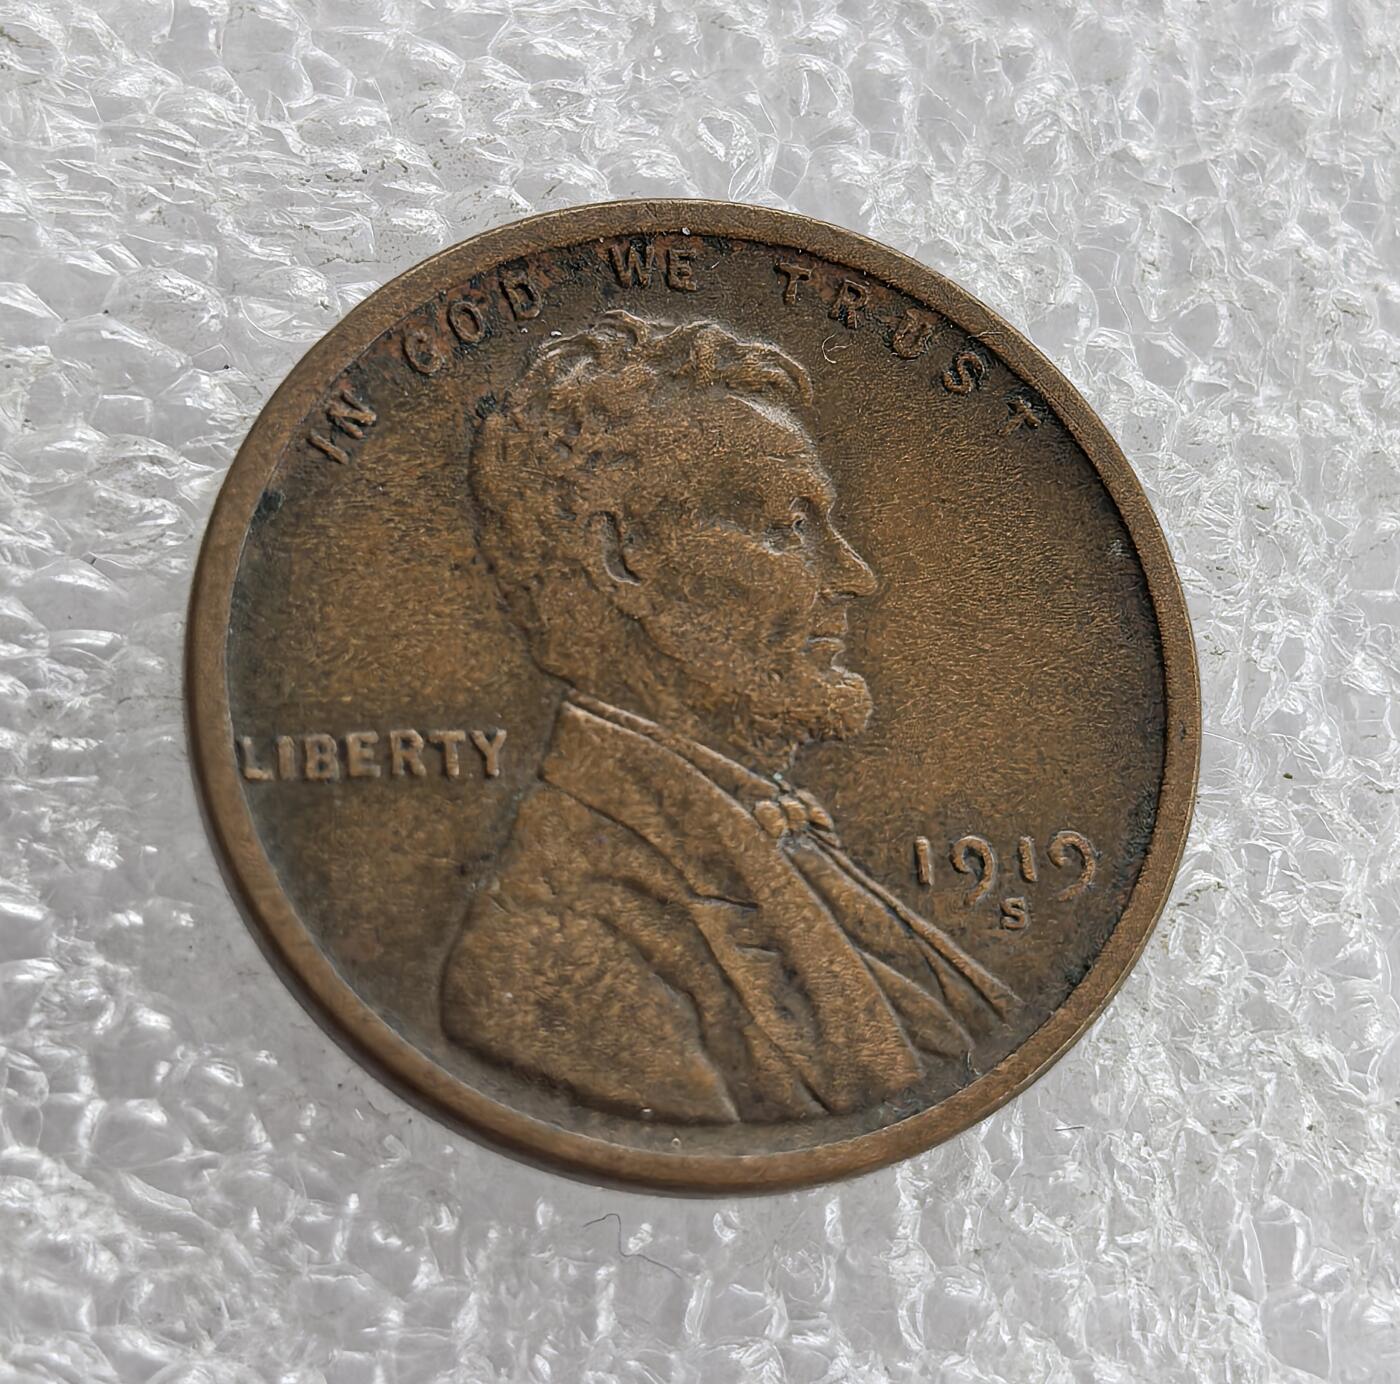 IN GOD WE TRUST
LIBERTY
1919
S